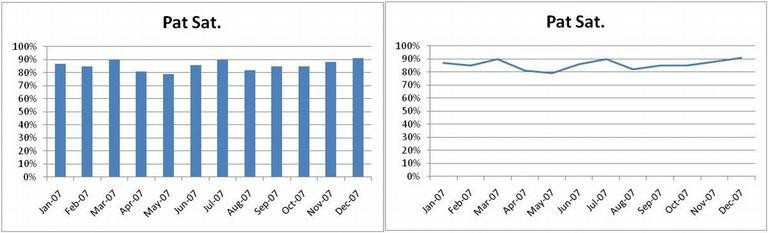 Pat Sat.
100%
90%
80%
70%
60%
50%
40%
30%
20%
10%
0%
Jan-07
Feb-07
Mar-07
Apr-07
May-07
Jun-07
Jul-07
Aug-07
Sep-07
Oct-07
Nov-07
Dec-07
Pat Sat.
100%
90%
80%
70%
60%
50%
40%
30%
20%
10%
0%
Jan-07
Feb-07
Mar-07
Apr-07
May-07
Jun-07
Jul-07
Aug-07
Sep-07
Oct-07
Nov-07
Dec-07